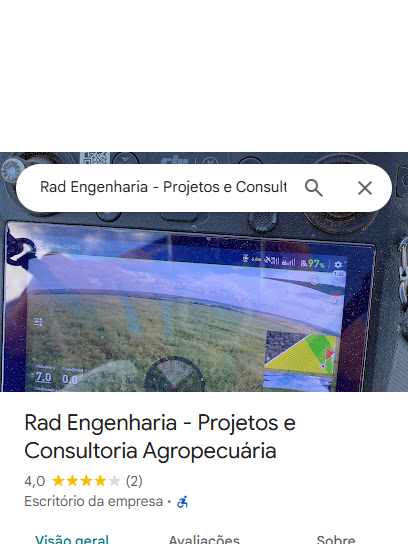 dji
Rad Engenharia - Projetos e Consult
97%
7.0 0.0
Rad Engenharia - Projetos e
Consultoria Agropecuária
4,0 (2)
Escritório da empresa ·
Visão geral Avaliações Sobre